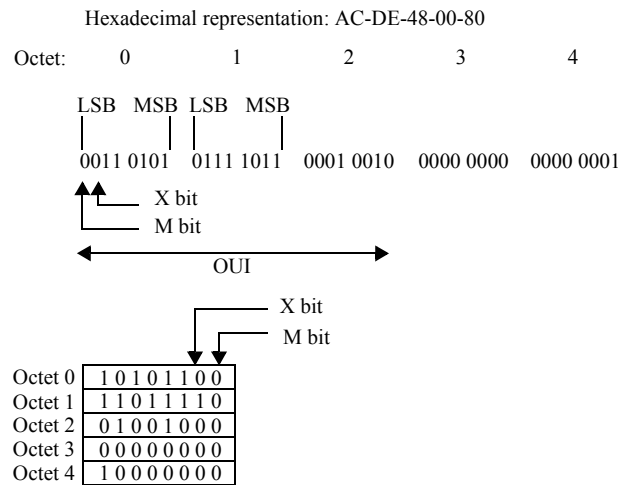 Hexadecimal representation: AC-DE-48-00-80
Octet: 0 1 2 3 4
LSB MSB LSB MSB
0011 0101 0111 1011 0001 0010 0000 0000 0000 0001
X bit
M bit
OUI
X bit
M bit
Octet 0 1 0 1 0 1 1 0 0
Octet 1 1 1 0 1 1 1 1 0
Octet 2 0 1 0 0 1 0 0 0
Octet 3 0 0 0 0 0 0 0 0
Octet 4 1 0 0 0 0 0 0 0